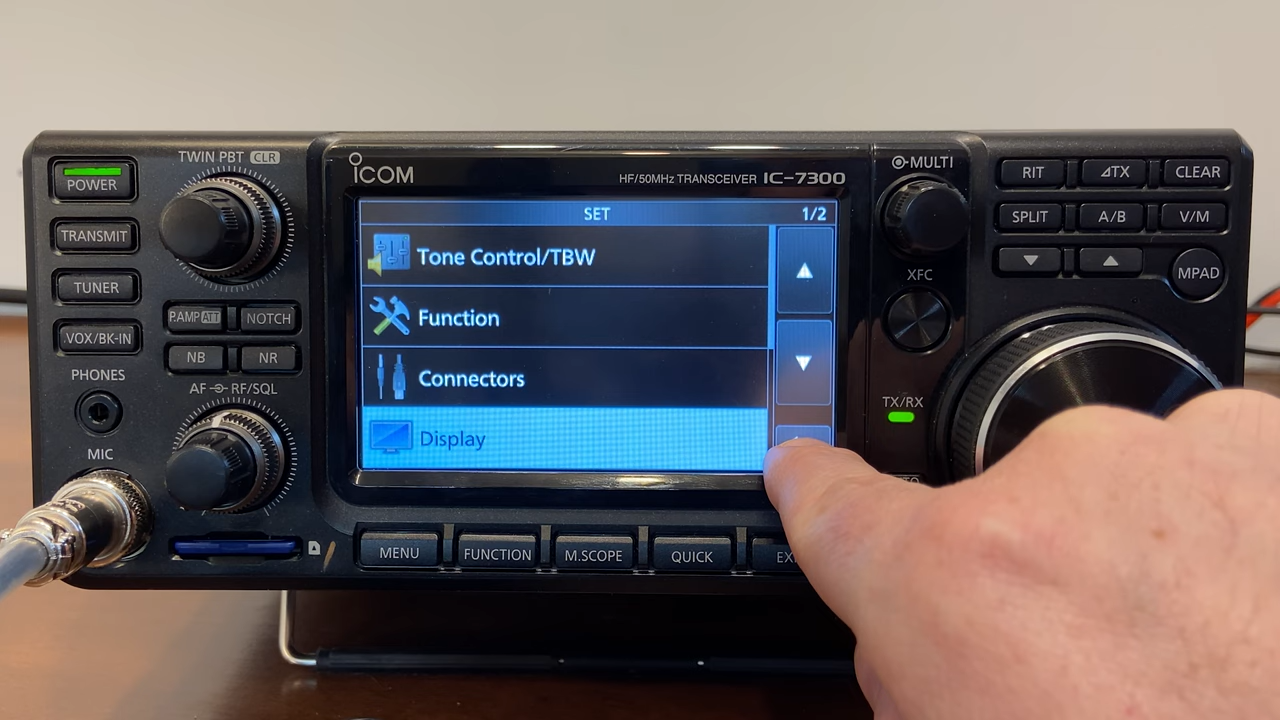 TWIN PBT CLR
POWER
TRANSMIT
TUNER
VOX/BK-IN
P.AMP ATT
NOTCH
NB
NR
PHONES
AF RF/SQL
MIC
ICOM
HF/50MHz TRANSCEIVER IC-7300
SET
1/2
Tone Control/TBW
Function
Connectors
Display
MENU
FUNCTION
M.SCOPE
QUICK
MULTI
XFC
TX/RX
RIT
⊿TX
CLEAR
SPLIT
A/B
V/M
MPAD